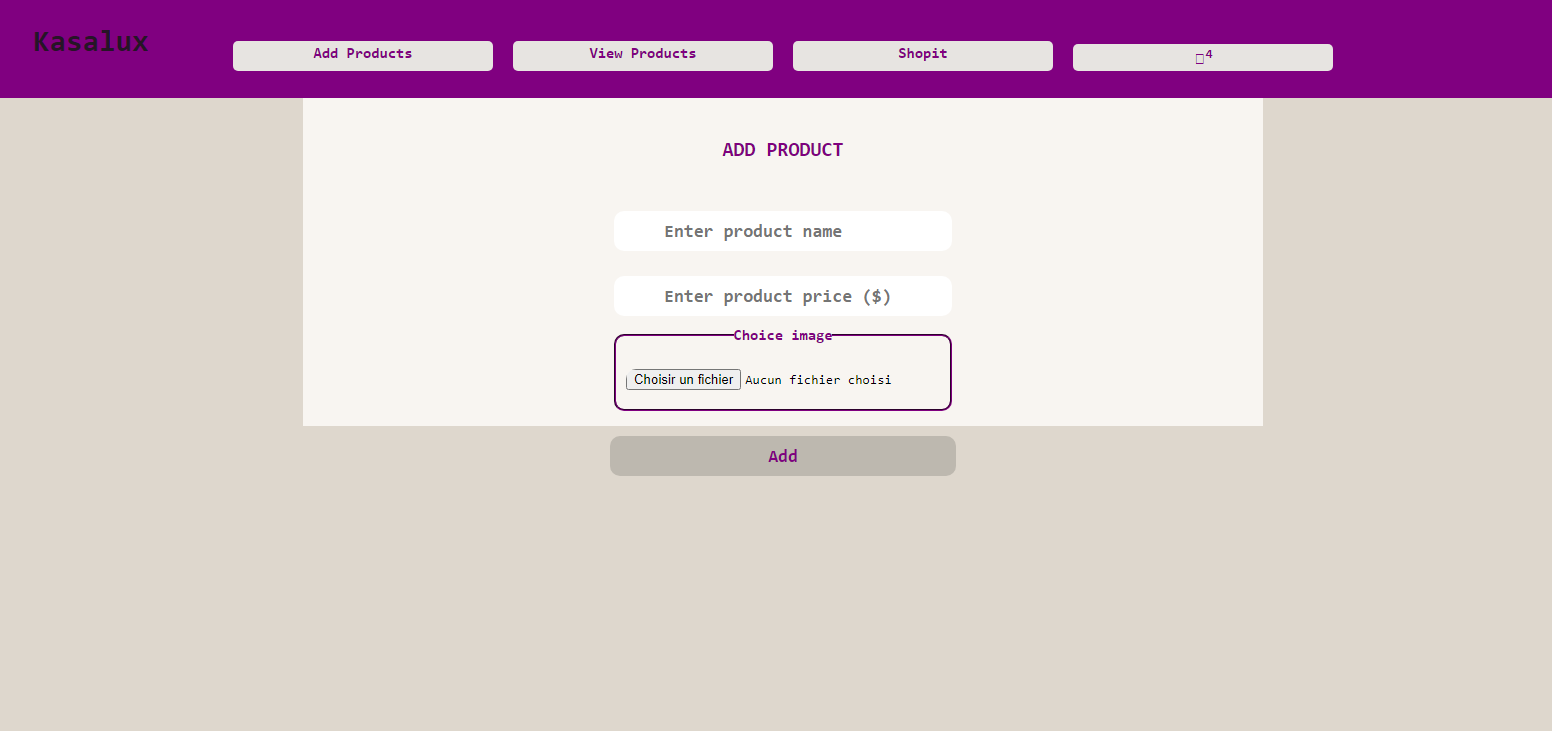 Kasalux
Add Products
View Products
Shopit
4
ADD PRODUCT
Enter product name
Enter product price ($)
Choice image
Choisir un fichier Aucun fichier choisi
Add